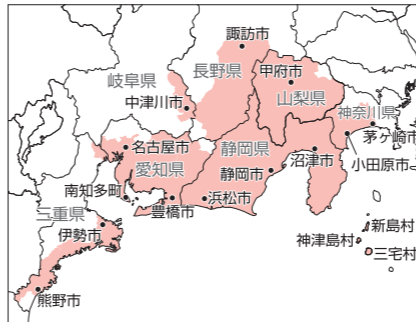 諏訪市
岐阜県
長野県
甲府市
中津川市
山梨県
神奈川県
茅ヶ崎市
名古屋市
愛知県
静岡県
沼津市
小田原市
静岡市
南知多町
豊橋市
浜松市
三重県
伊勢市
新島村
神津島村
三宅村
熊野市